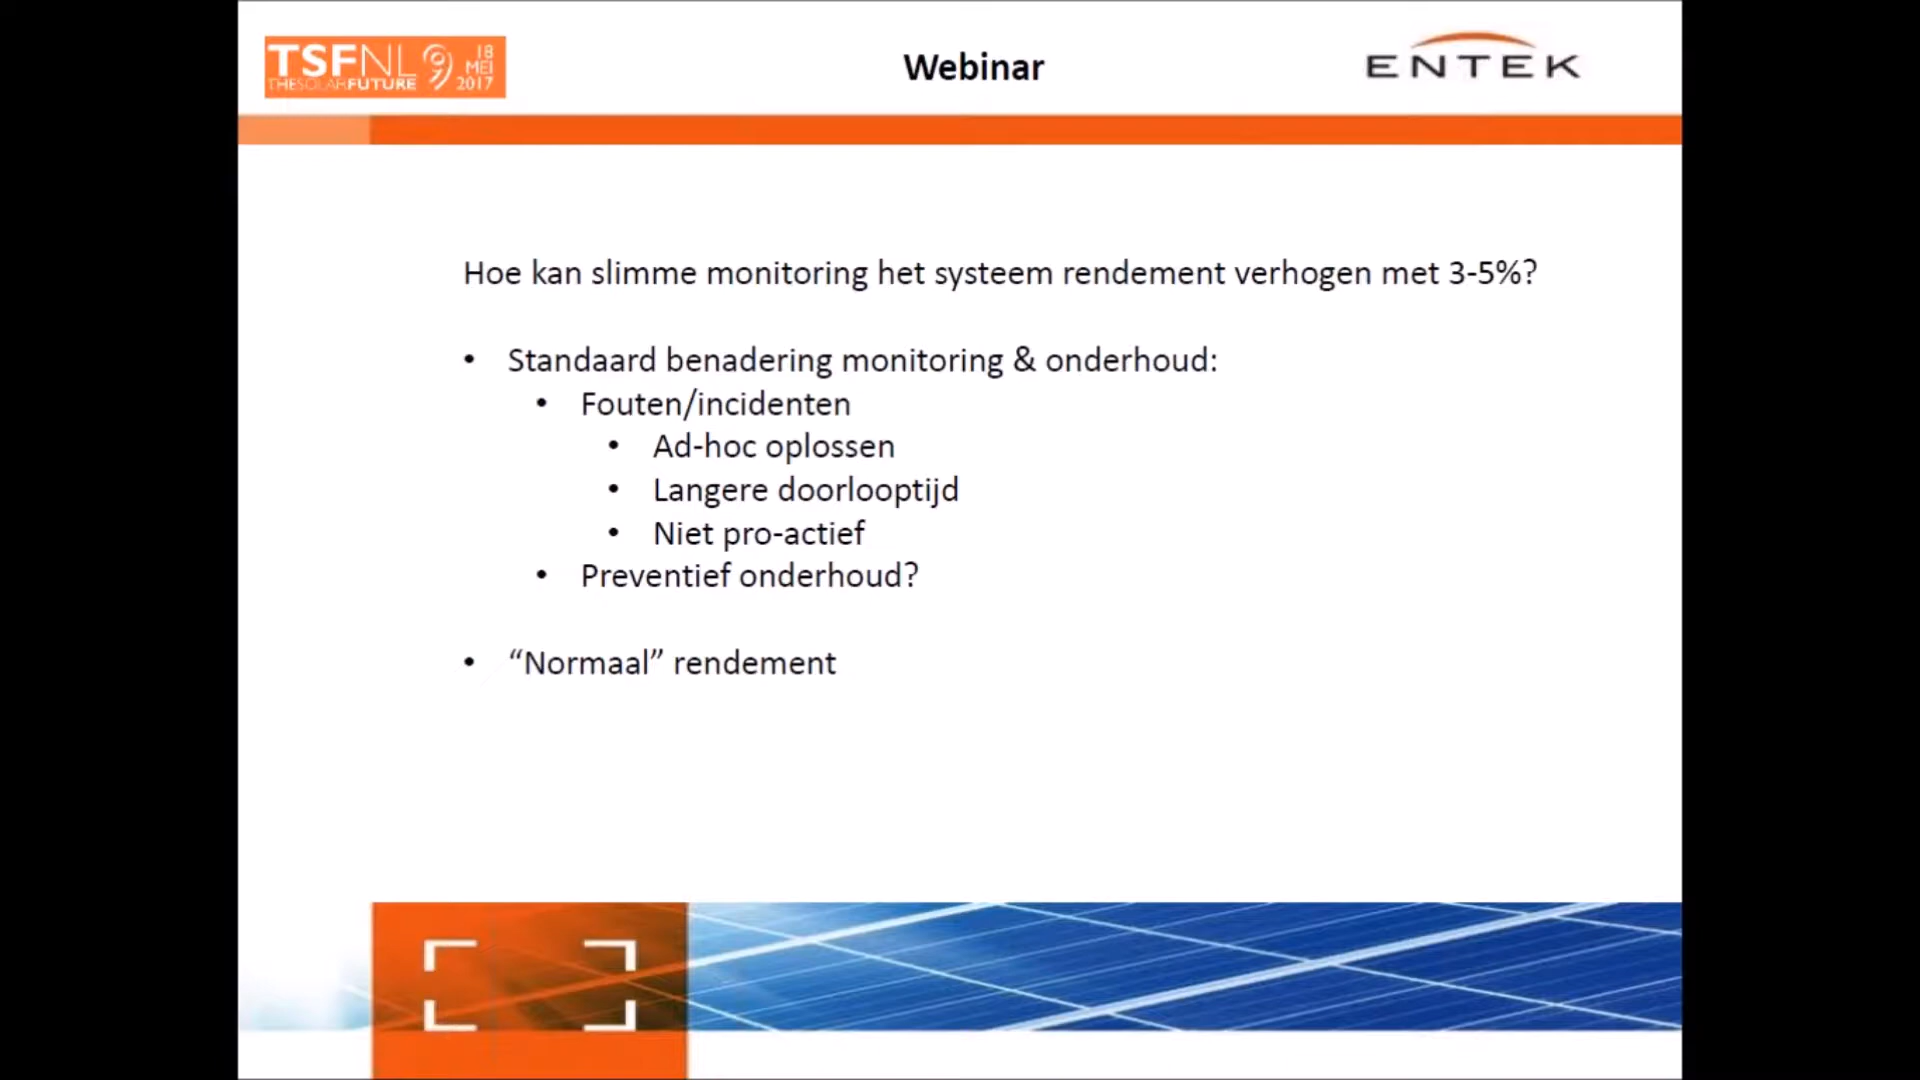 TSFNL 9 18 MEI 2017
THESOLARFUTURE
Webinar
ENTEK
Hoe kan slimme monitoring het systeem rendement verhogen met 3-5%?
• Standaard benadering monitoring & onderhoud:
• Fouten/incidenten
• Ad-hoc oplossen
• Langere doorlooptijd
• Niet pro-actief
• Preventief onderhoud?
• “Normaal” rendement